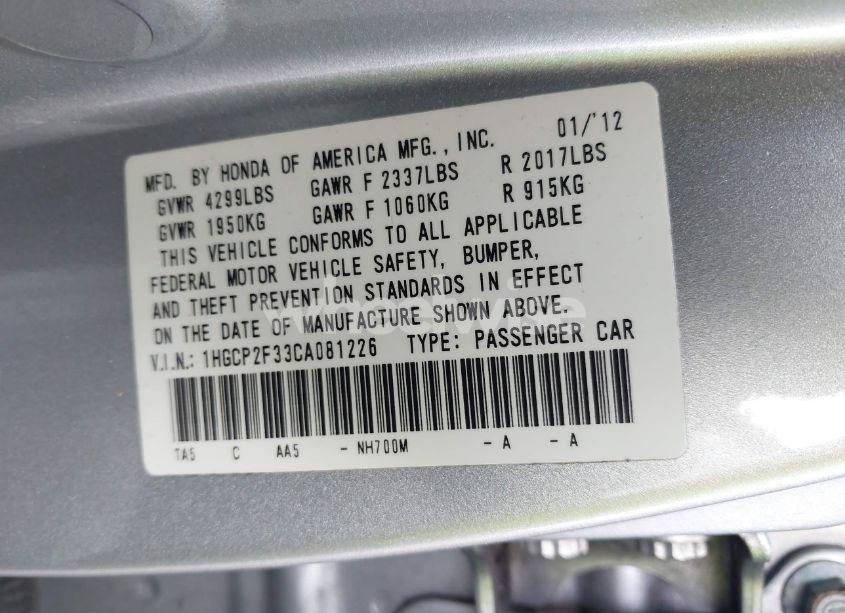 MFD. BY HONDA OF AMERICA MFG., INC. 01/'12
GVWR 4299LBS GAWR F 2337LBS R 2017LBS
GVWR 1950KG GAWR F 1060KG R 915KG
THIS VEHICLE CONFORMS TO ALL APPLICABLE
FEDERAL MOTOR VEHICLE SAFETY, BUMPER,
AND THEFT PREVENTION STANDARDS IN EFFECT
ON THE DATE OF MANUFACTURE SHOWN ABOVE.
V.I.N.: 1HGCP2F33CA081226 TYPE: PASSENGER CAR
TA5 C AA5 - NH700M - A - A